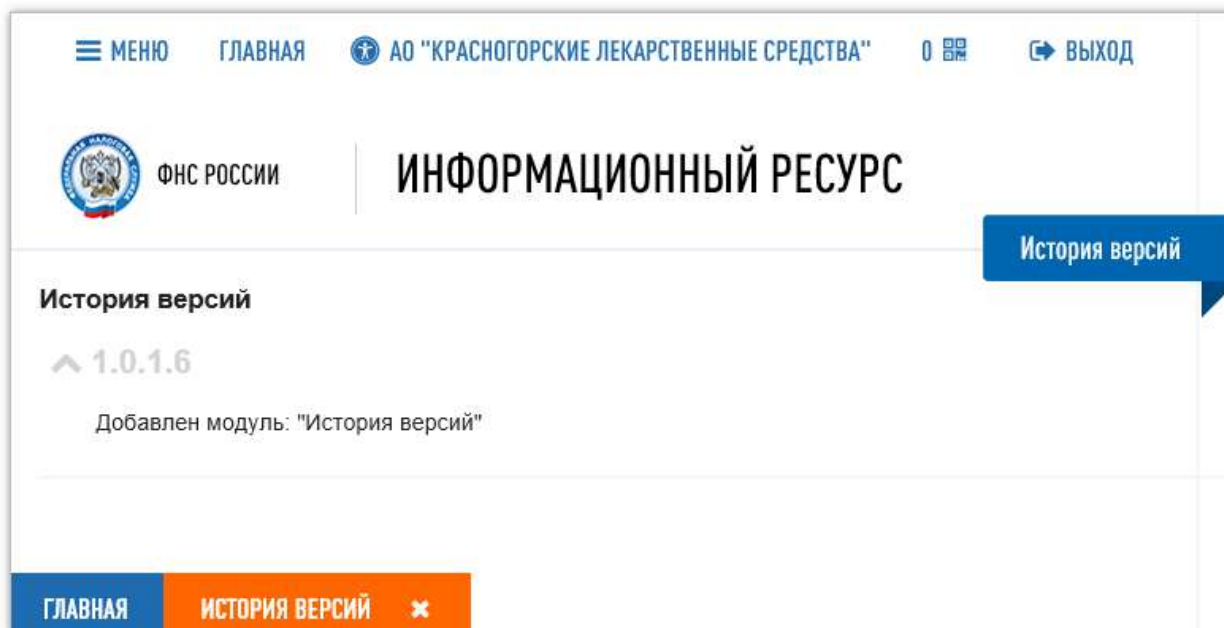 МЕНЮ ГЛАВНАЯ АО "КРАСНОГОРСКИЕ ЛЕКАРСТВЕННЫЕ СРЕДСТВА" 0 ВЫХОД
ФНС РОССИИ ИНФОРМАЦИОННЫЙ РЕСУРС
История версий
История версий
1.0.1.6
Добавлен модуль: "История версий"
ГЛАВНАЯ ИСТОРИЯ ВЕРСИЙ